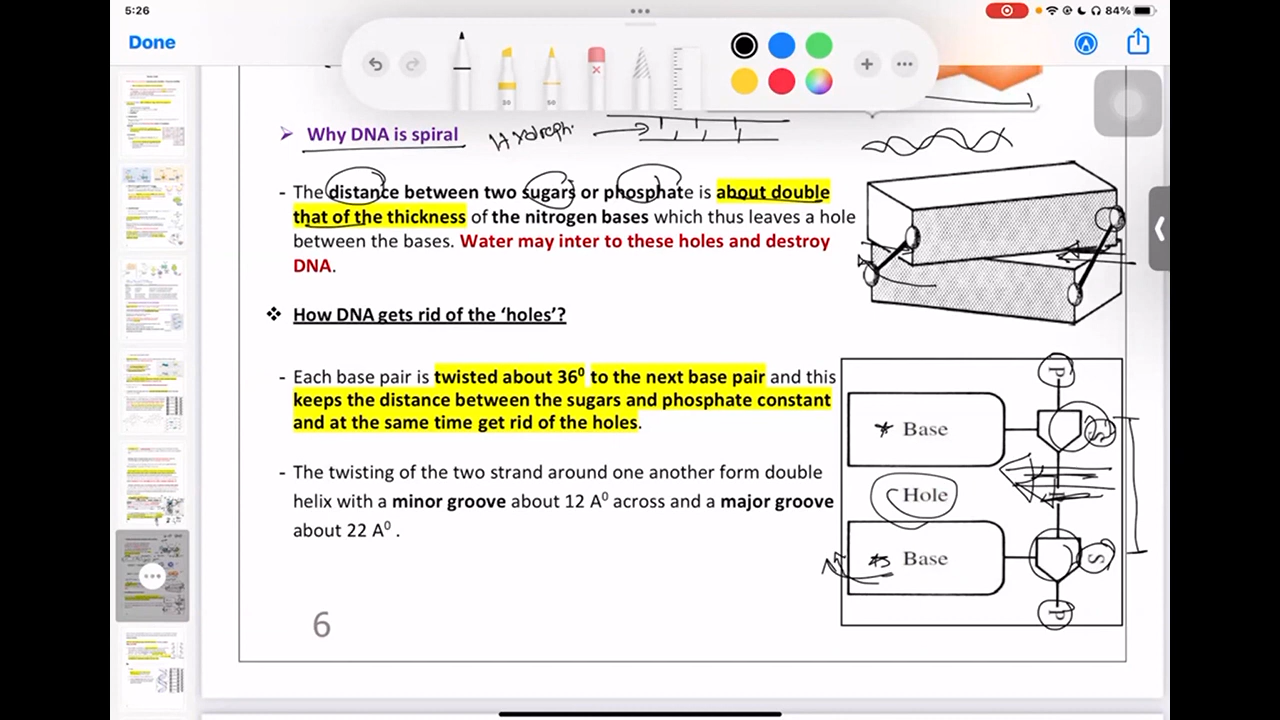 5:26
84%
Done
30
50
➢ Why DNA is spiral
Hydroph.
- The distance between two sugars or phosphate is about double
that of the thickness of the nitrogen bases which thus leaves a hole
between the bases. Water may inter to these holes and destroy
DNA.
❖ How DNA gets rid of the ‘holes’?
- Each base pair is twisted about 36⁰ to the next base pair and this
keeps the distance between the sugars and phosphate constant
and at the same time get rid of the holes.
- The twisting of the two strand around one another form double
helix with a minor groove about 12 A⁰ across and a major groove
about 22 A⁰ .
P
Base
S
Hole
Base
S
P
6